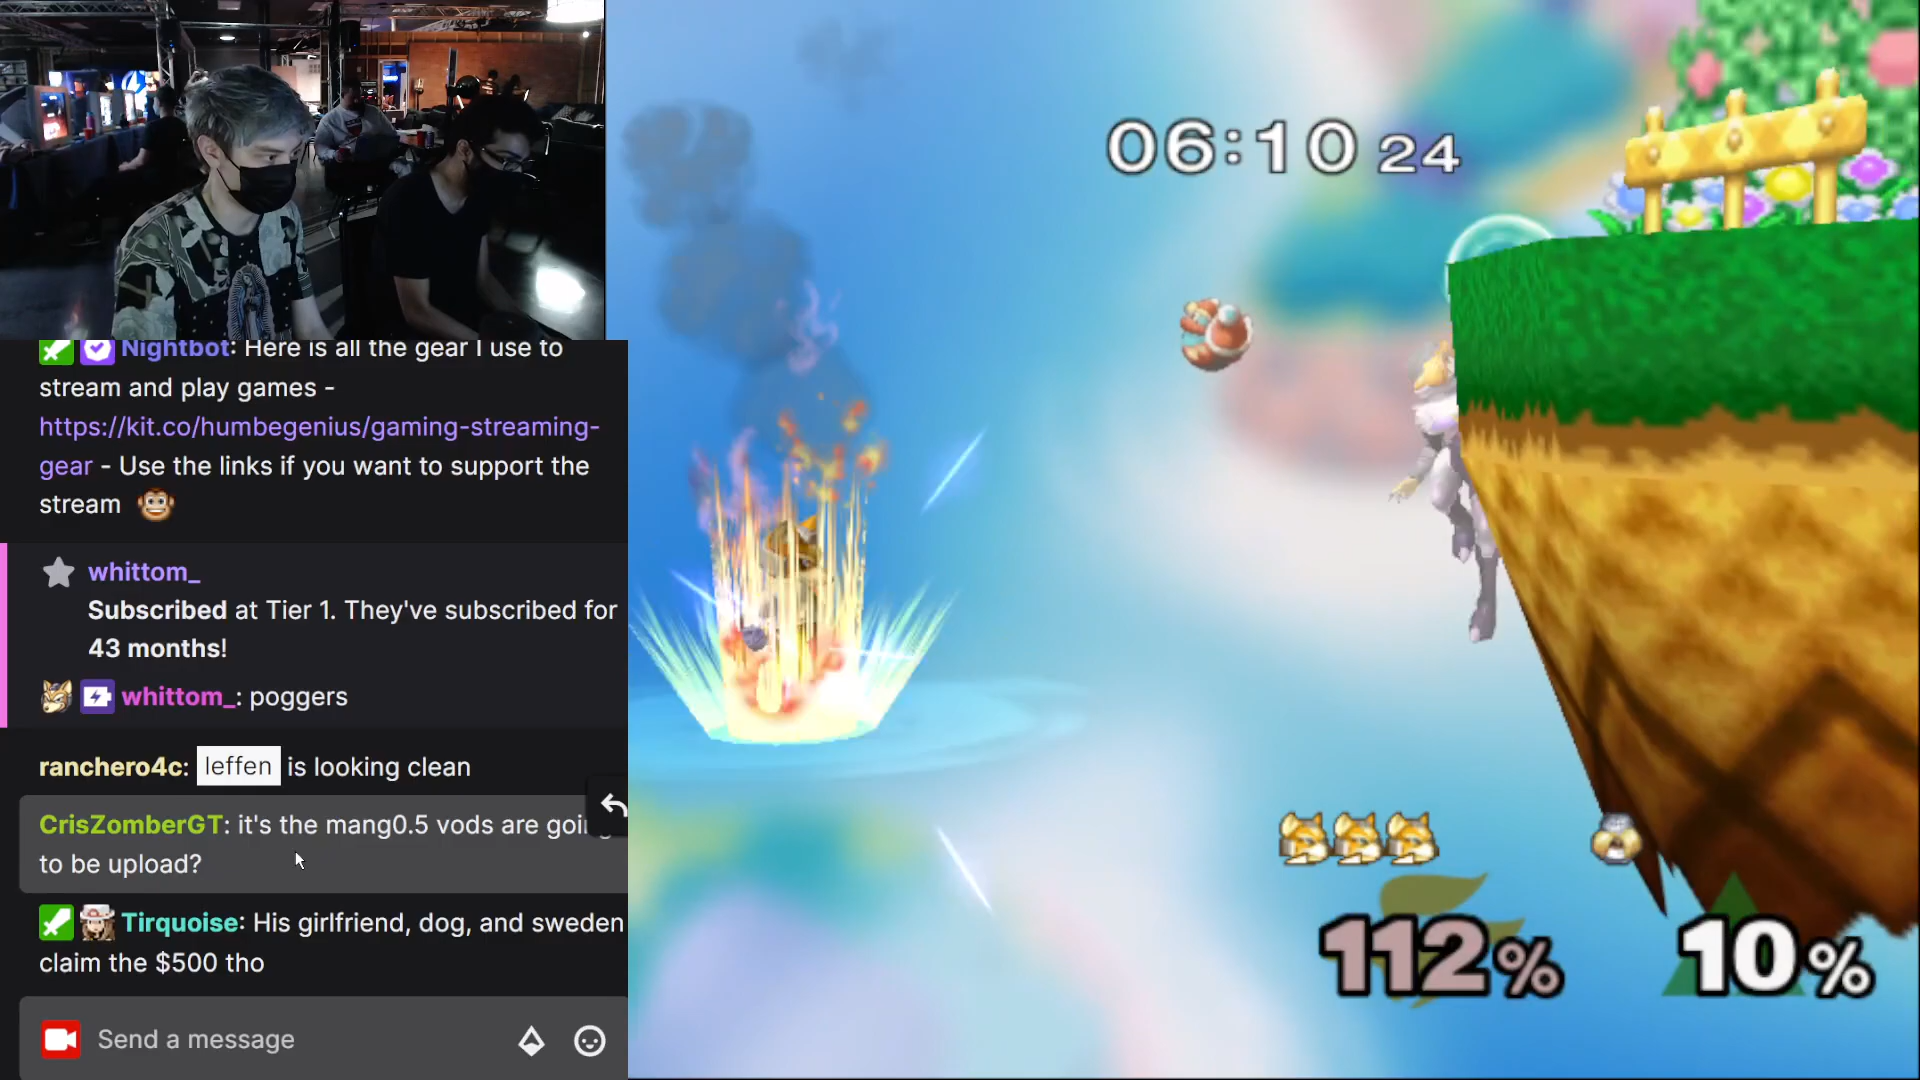 Nightbot: Here is all the gear I use to
stream and play games -
https://kit.co/humbegenius/gaming-streaming-
gear - Use the links if you want to support the
stream
whittom_
Subscribed at Tier 1. They've subscribed for
43 months!
whittom_: poggers
ranchero4c: leffen is looking clean
CrisZomberGT: it's the mang0.5 vods are going
to be upload?
Tirquoise: His girlfriend, dog, and sweden
claim the $500 tho
Send a message
06:10 24
112%
10%